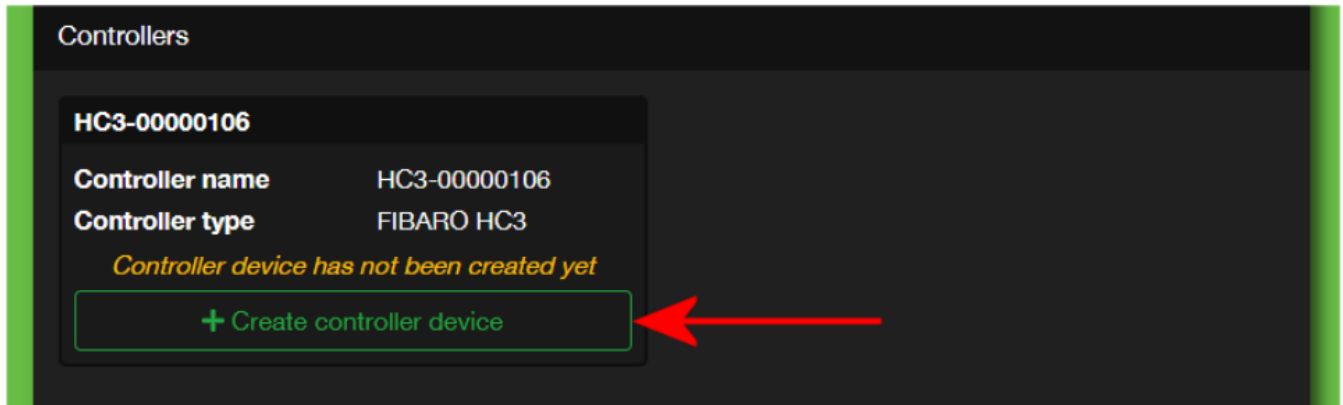 Controllers
HC3-00000106
Controller name HC3-00000106
Controller type FIBARO HC3
Controller device has not been created yet
+ Create controller device